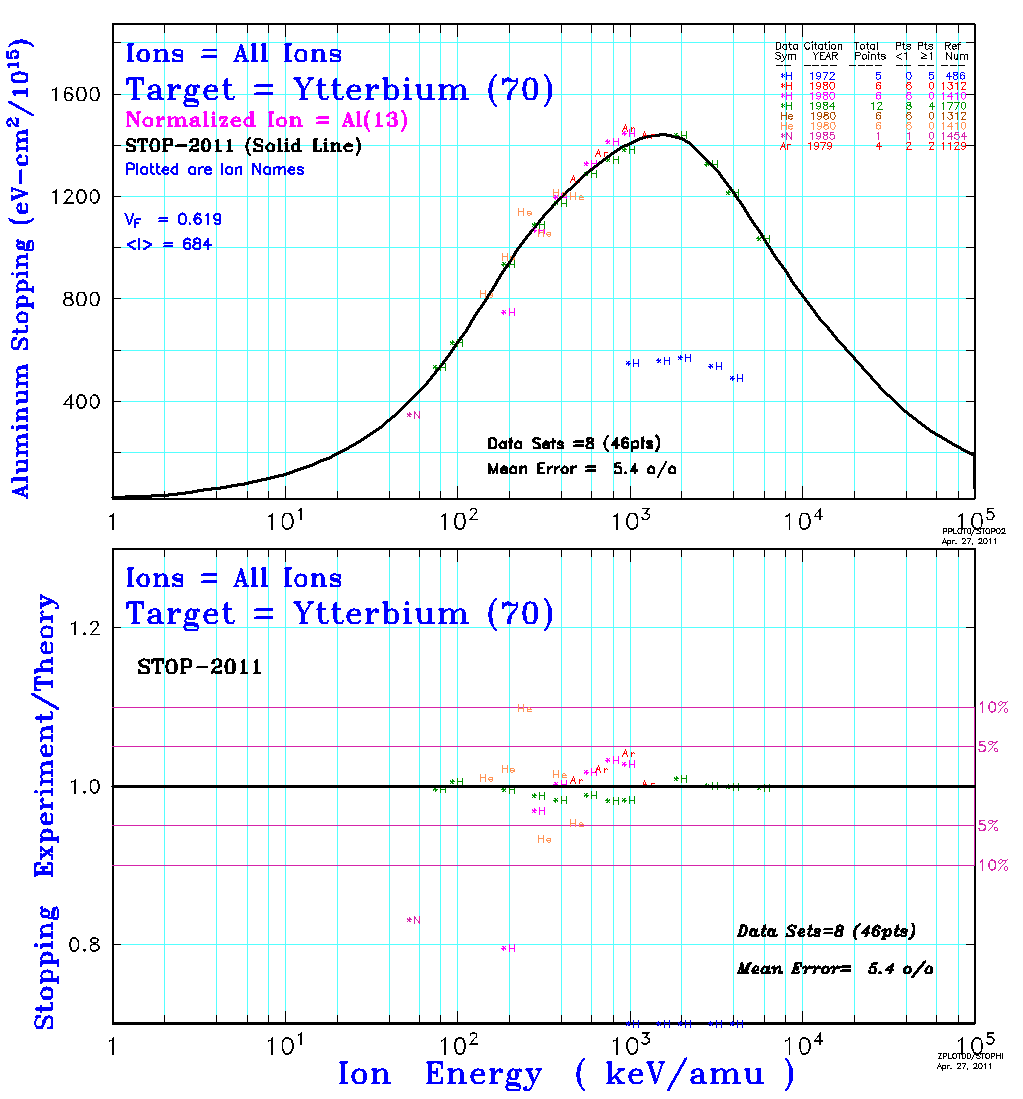 Ions = All Ions
Target = Ytterbium (70)
Normalized Ion = Al(13)
STOP-2011 (Solid Line)
Plotted are Ion Names
V_F = 0.619
<I> = 684
Data Citation Total Pts Pts Ref
Sym YEAR Points <1 ≥1 Num
*H 1972 5 0 5 486
*H 1980 6 6 0 1312
*H 1980 6 6 0 1410
*H 1984 12 8 4 1770
He 1980 6 6 0 1312
He 1980 6 6 0 1410
*N 1985 1 1 0 1454
Ar 1979 4 2 2 1129
Aluminum Stopping (eV-cm²/10¹⁵)
1600
1200
800
400
Data Sets =8 (46pts)
Mean Error = 5.4 o/o
1 10¹ 10² 10³ 10⁴ 10⁵
PPLOT0/STOP02
Apr. 27, 2011
Ions = All Ions
Target = Ytterbium (70)
STOP-2011
Stopping Experiment/Theory
1.2
1.0
0.8
10%
5%
5%
10%
Data Sets=8 (46pts)
Mean Error= 5.4 o/o
1 10¹ 10² 10³ 10⁴ 10⁵
Ion Energy ( keV/amu )
Apr. 27, 2011